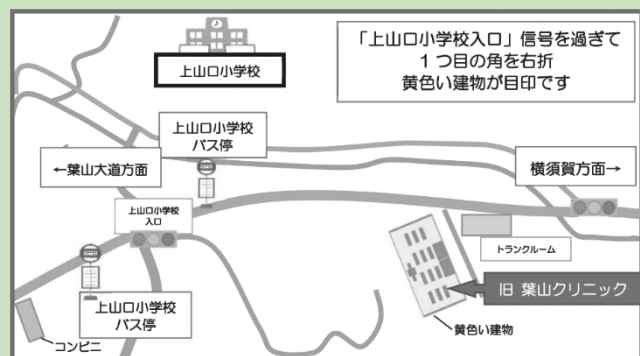 「上山口小学校入口」信号を過ぎて
1つ目の角を右折
黄色い建物が目印です
上山口小学校
上山口小学校
バス停
←葉山大道方面
横須賀方面→
上山口小学校
入口
トランクルーム
旧 葉山クリニック
上山口小学校
バス停
黄色い建物
コンビニ